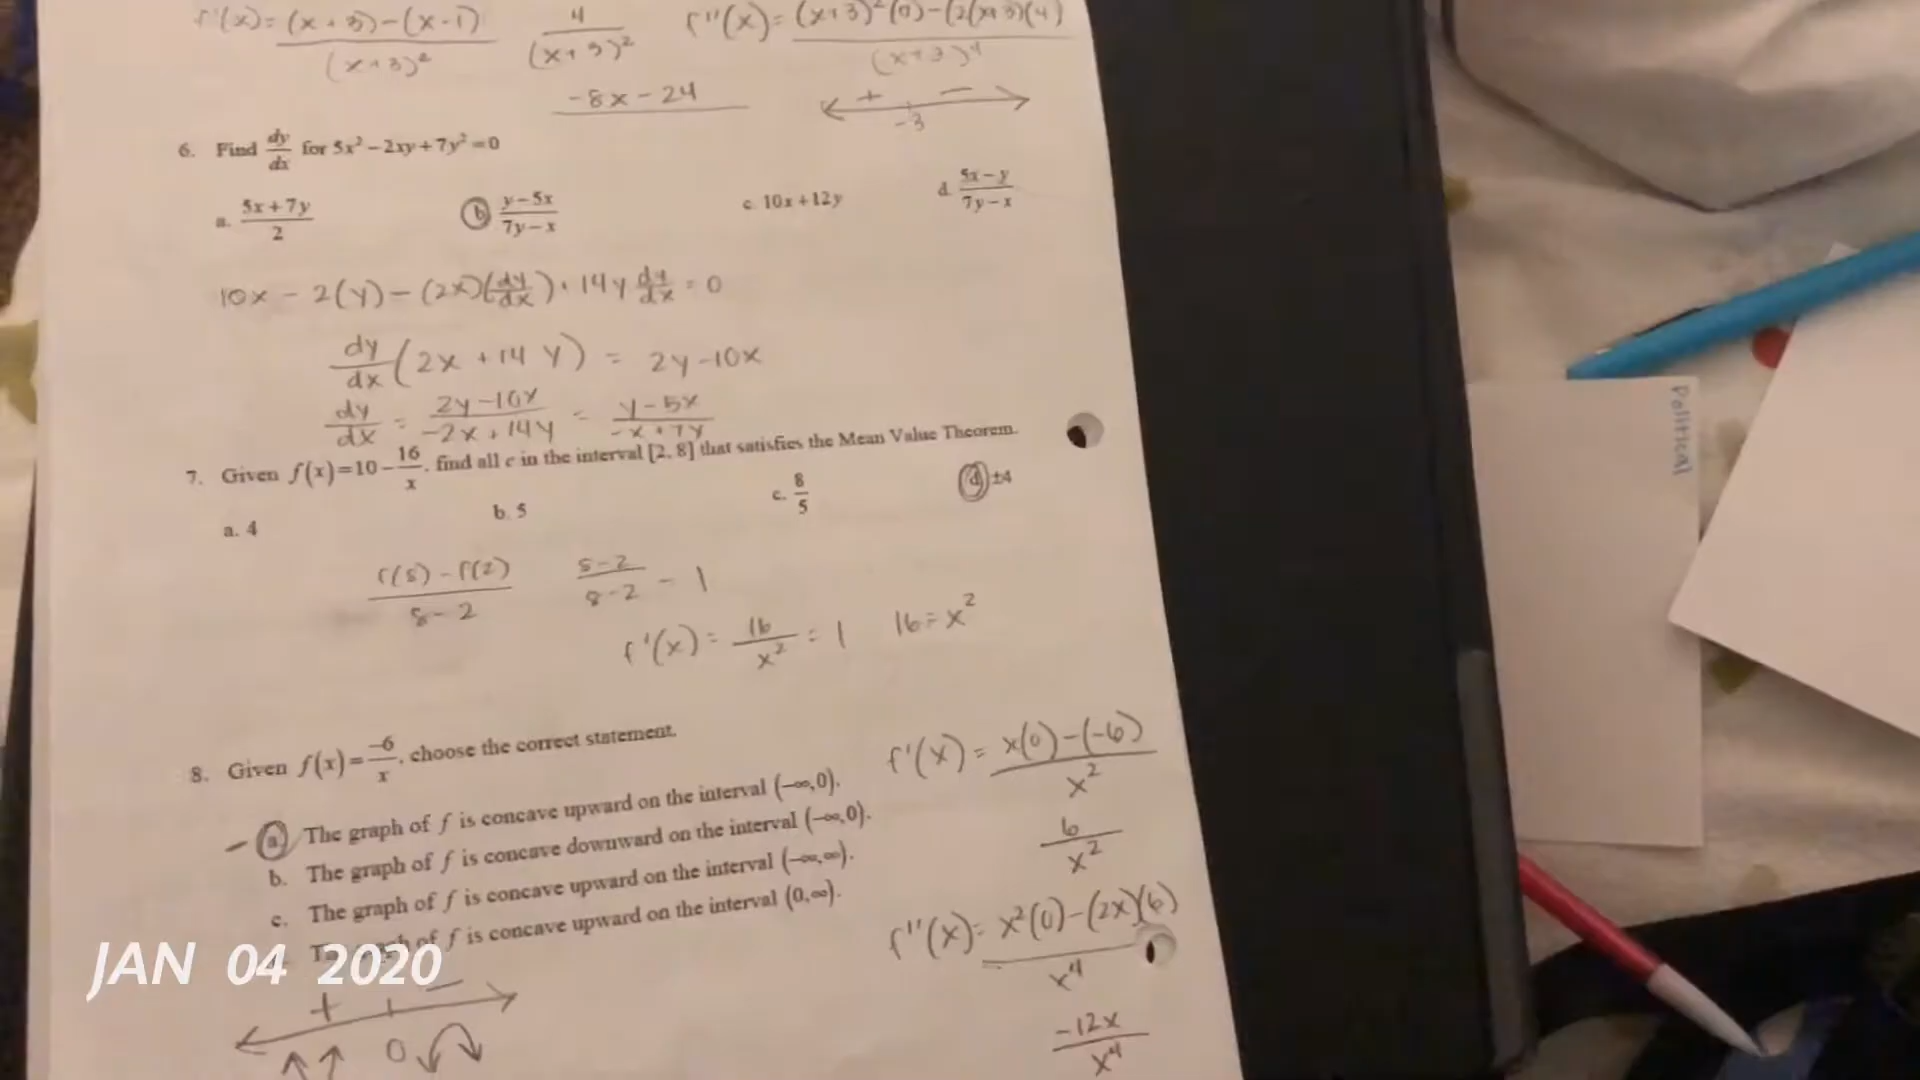 f'(x) = (x+3)-(x-1) / (x+3)² 4 / (x+3)² f''(x) = (x+3)²(0)-(2(x+3)(4) / (x+3)⁴
-8x-24
+ − -3
6. Find dy/dx for 5x²-2xy+7y²=0
a. 5x+7y / 2 b y-5x / 7y-x c. 10x+12y d. 5x-y / 7y-x
10x - 2(y) - (2x)(dy/dx) + 14y dy/dx = 0
dy/dx (2x + 14y) = 2y-10x
dy/dx = 2y-10x / -2x+14y = y-5x / -x+7y
7. Given f(x)=10-16/x, find all c in the interval [2, 8] that satisfies the Mean Value Theorem.
a. 4 b. 5 c. 8/5 d ±4
f(8)-f(2) / 8-2 8-2 / 8-2 = 1
f'(x) = 16/x² = 1 16 = x²
8. Given f(x)=-6/x, choose the correct statement.
a. The graph of f is concave upward on the interval (-∞,0).
b. The graph of f is concave downward on the interval (-∞,0).
c. The graph of f is concave upward on the interval (-∞,∞).
graph of f is concave upward on the interval (0,∞).
f'(x) = x(0)-(-6) / x²
6 / x²
f''(x) = x²(0)-(2x)(6) / x⁴
-12x / x⁴
+ − 0
Political
JAN 04 2020